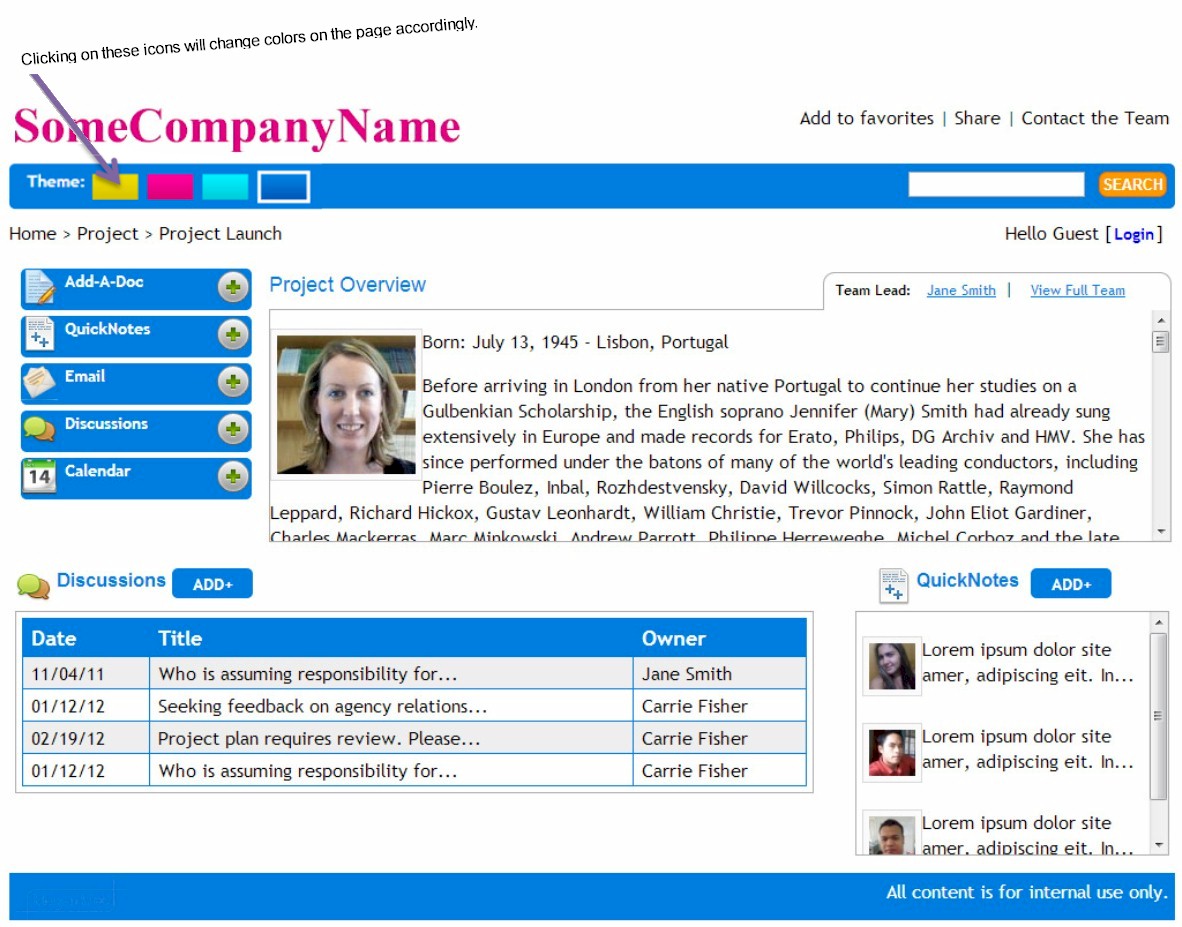 Clicking on these icons will change colors on the page accordingly.
SomeCompanyName
Add to favorites | Share | Contact the Team
Theme:
SEARCH
Home > Project > Project Launch
Hello Guest [Login]
Add-A-Doc
QuickNotes
Email
Discussions
14 Calendar
Project Overview
Team Lead: Jane Smith | View Full Team
Born: July 13, 1945 - Lisbon, Portugal
Before arriving in London from her native Portugal to continue her studies on a
Gulbenkian Scholarship, the English soprano Jennifer (Mary) Smith had already sung
extensively in Europe and made records for Erato, Philips, DG Archiv and HMV. She has
since performed under the batons of many of the world's leading conductors, including
Pierre Boulez, Inbal, Rozhdestvensky, David Willcocks, Simon Rattle, Raymond
Leppard, Richard Hickox, Gustav Leonhardt, William Christie, Trevor Pinnock, John Eliot Gardiner,
Charles Mackerras, Marc Minkowski, Andrew Parrott, Philippe Herreweghe, Michel Corboz and the late
Discussions ADD+
Date Title Owner
11/04/11 Who is assuming responsibility for... Jane Smith
01/12/12 Seeking feedback on agency relations... Carrie Fisher
02/19/12 Project plan requires review. Please... Carrie Fisher
01/12/12 Who is assuming responsibility for... Carrie Fisher
QuickNotes ADD+
Lorem ipsum dolor site
amer, adipiscing eit. In...
Lorem ipsum dolor site
amer, adipiscing eit. In...
Lorem ipsum dolor site
amer, adipiscing eit. In...
All content is for internal use only.